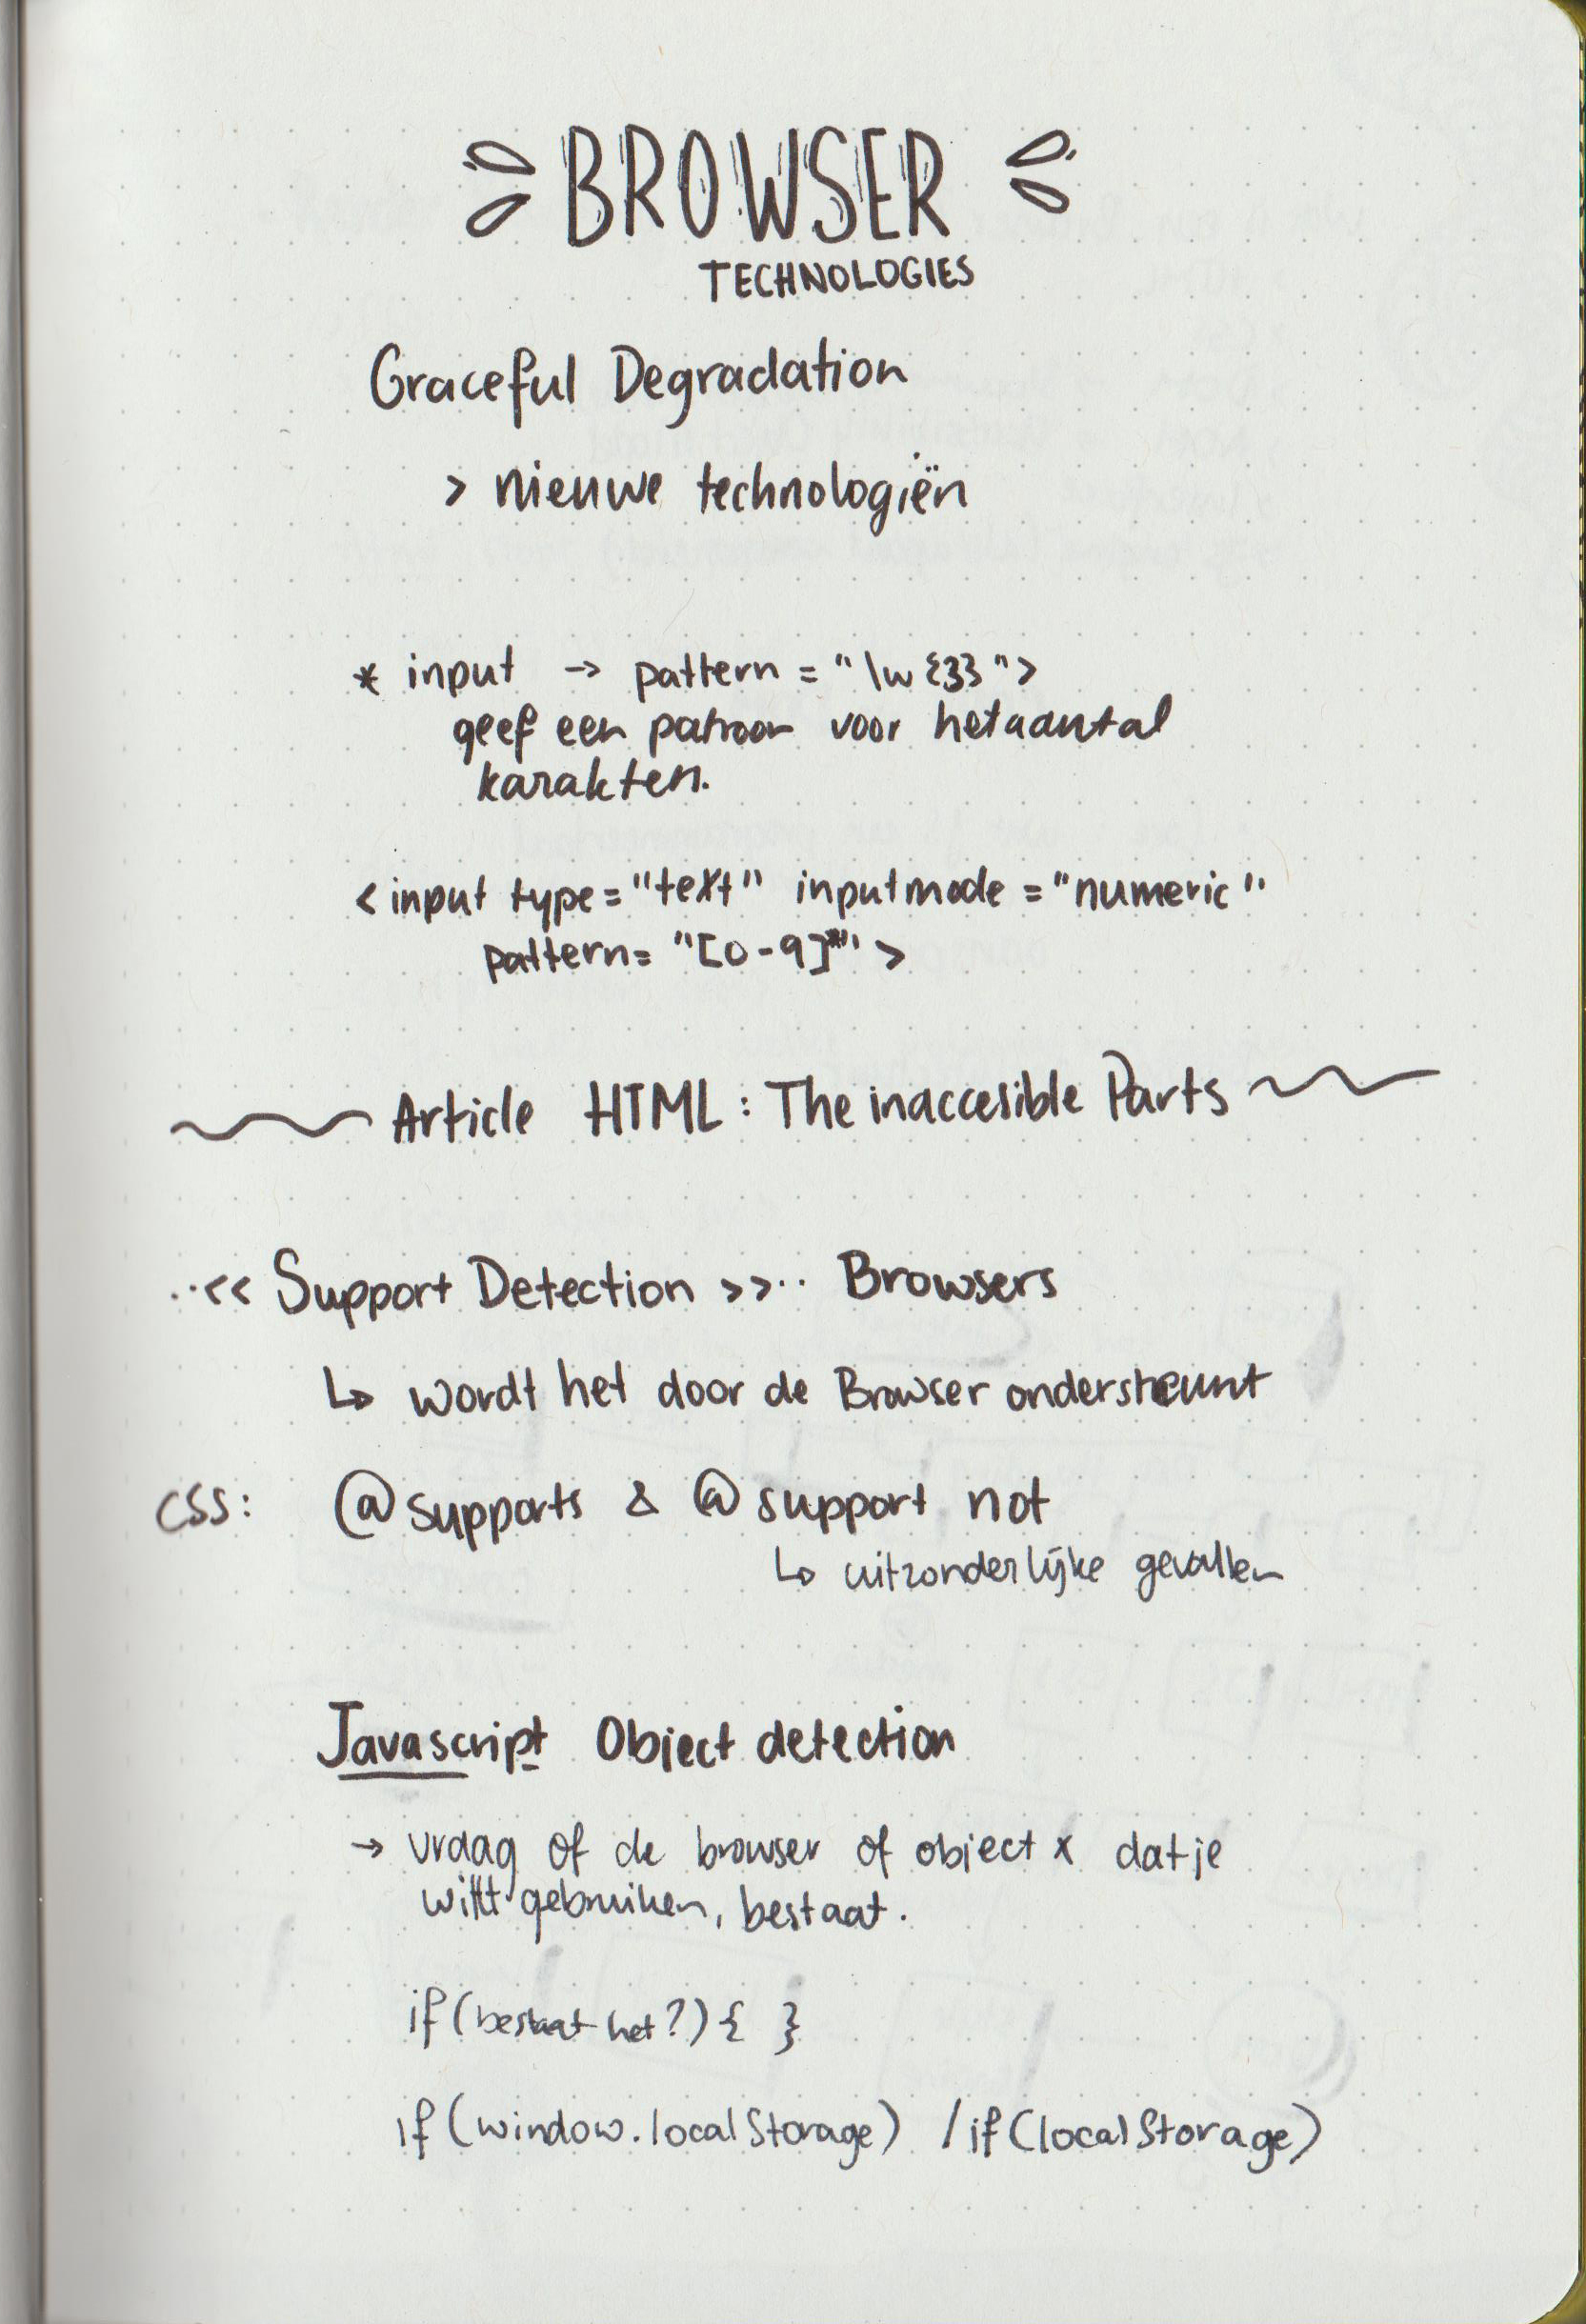 BROWSER
TECHNOLOGIES
Graceful Degradation
> nieuwe technologieën
* input → pattern = "\w{3}">
geef een patroon voor het aantal
karakters.
<input type="text" inputmode="numeric"
pattern="[0-9]*">
Article HTML: The inaccesible Parts
..<< Support Detection >>.. Browsers
↳ wordt het door de Browser ondersteunt
CSS: @supports & @support not
↳ uitzonderlijke gevallen
Javascript Object detection
→ vraag of de browser of object x dat je
wilt gebruiken, bestaat.
if (bestaat het?) { }
if (window.localStorage) / if (localStorage)